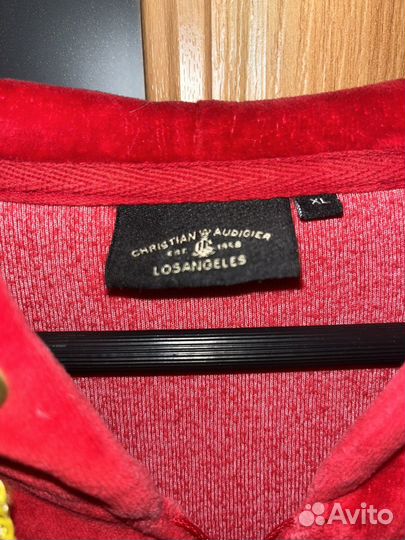 CHRISTIAN AUDIGIER
EST. 1958
LOSANGELES
XL
Avito